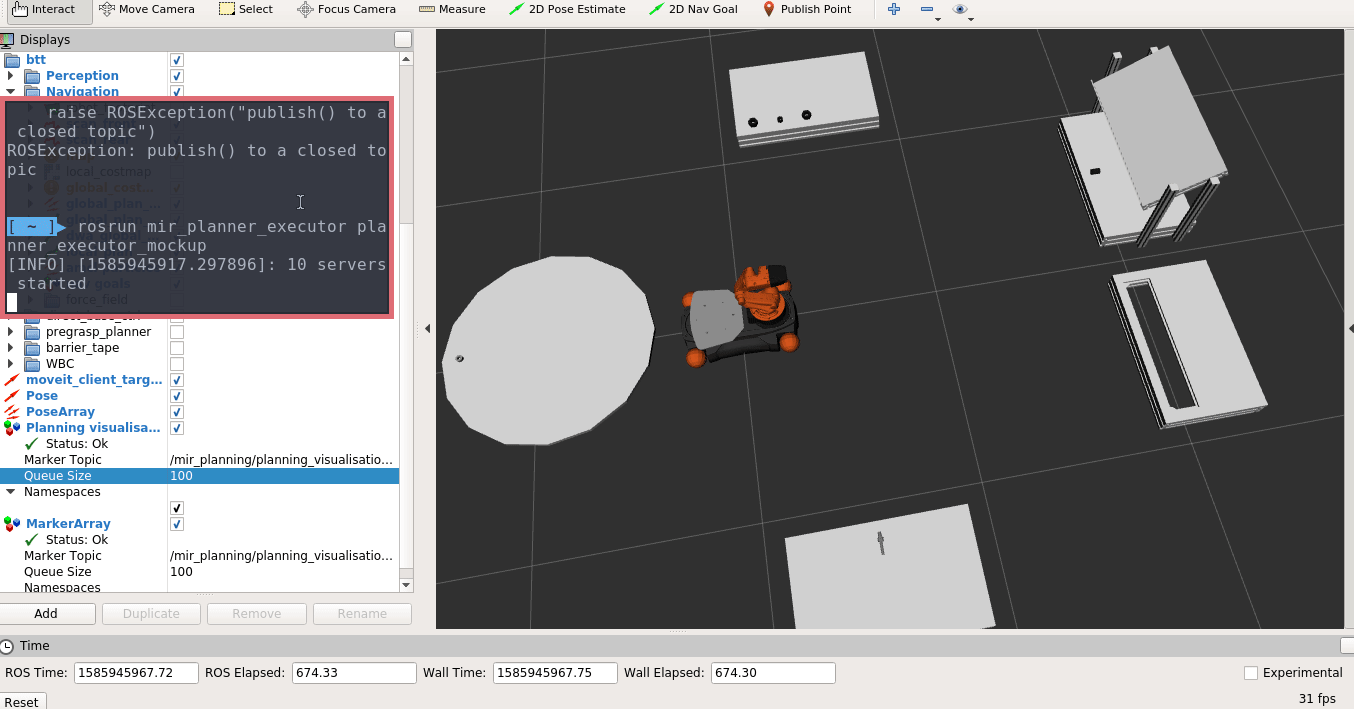 Interact Move Camera Select Focus Camera Measure 2D Pose Estimate 2D Nav Goal Publish Point
Displays
btt
Perception
Navigation
raise ROSException("publish() to a
closed topic")
ROSException: publish() to a closed to
pic
local_costmap
global_cost...
global_plan_...
[ ~ ] rosrun mir_planner_executor pla
nner_executor_mockup
[INFO] [1585945917.297896]: 10 servers
started
goals
force_field
pregrasp_planner
barrier_tape
WBC
moveit_client_targ...
Pose
PoseArray
Planning visualisa...
Status: Ok
Marker Topic /mir_planning/planning_visualisatio...
Queue Size 100
Namespaces
MarkerArray
Status: Ok
Marker Topic /mir_planning/planning_visualisatio...
Queue Size 100
Namespaces
Add Duplicate Remove Rename
Time
ROS Time: 1585945967.72 ROS Elapsed: 674.33 Wall Time: 1585945967.75 Wall Elapsed: 674.30 Experimental
Reset 31 fps